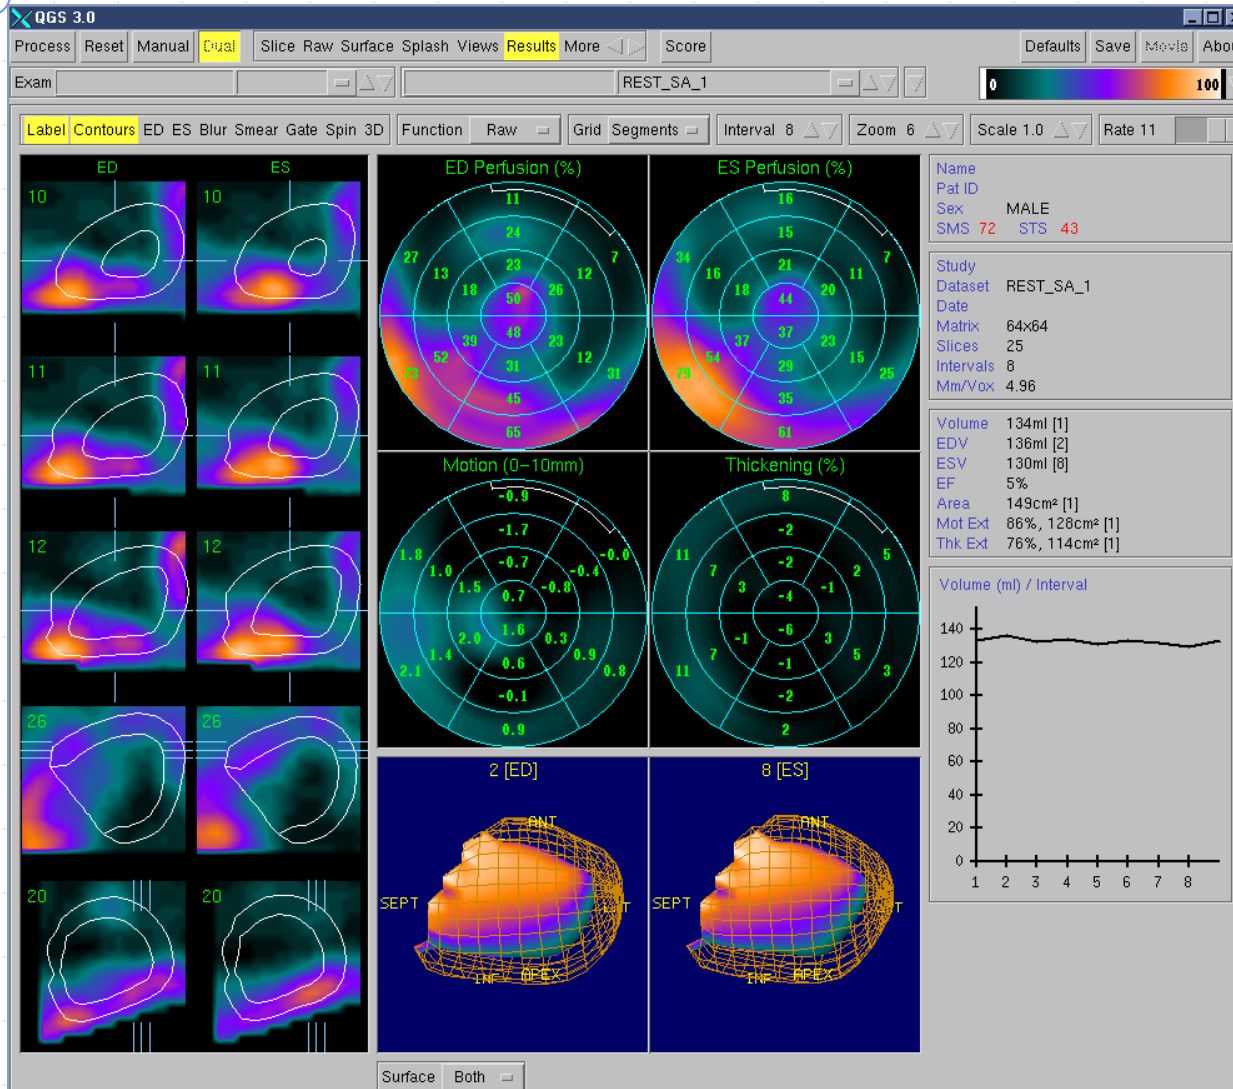 QGS 3.0
Process Reset Manual Dual Slice Raw Surface Splash Views Results More Score Defaults Save Movie Abou
Exam REST_SA_1 0 100
Label Contours ED ES Blur Smear Gate Spin 3D Function Raw Grid Segments Interval 8 Zoom 6 Scale 1.0 Rate 11
ED ES
10 10
11 11
12 12
26 26
20 20
ED Perfusion (%)
11
24
27 7
13 23 12
18 26
50
48
39 23
52 31 12
73 31
45
65
ES Perfusion (%)
16
15
34 7
16 21 11
18 20
44
37
37 23
54 29 15
79 25
35
61
Motion (0-10mm)
-0.9
-1.7
1.8 -0.0
1.0 -0.7 -0.4
1.5 -0.8
0.7
1.6
2.0 0.3
1.4 0.6 0.9
2.1 0.8
-0.1
0.9
Thickening (%)
8
-2
11 5
7 -2 2
3 -1
-4
-6
-1 3
7 -1 5
11 3
-2
2
2 [ED]
ANT
SEPT
INF APEX
8 [ES]
ANT
SEPT
INF APEX
Surface Both
Name
Pat ID
Sex MALE
SMS 72 STS 43
Study
Dataset REST_SA_1
Date
Matrix 64x64
Slices 25
Intervals 8
Mm/Vox 4.96
Volume 134ml [1]
EDV 136ml [2]
ESV 130ml [8]
EF 5%
Area 149cm² [1]
Mot Ext 86%, 128cm² [1]
Thk Ext 76%, 114cm² [1]
Volume (ml) / Interval
140
120
100
80
60
40
20
0
1 2 3 4 5 6 7 8